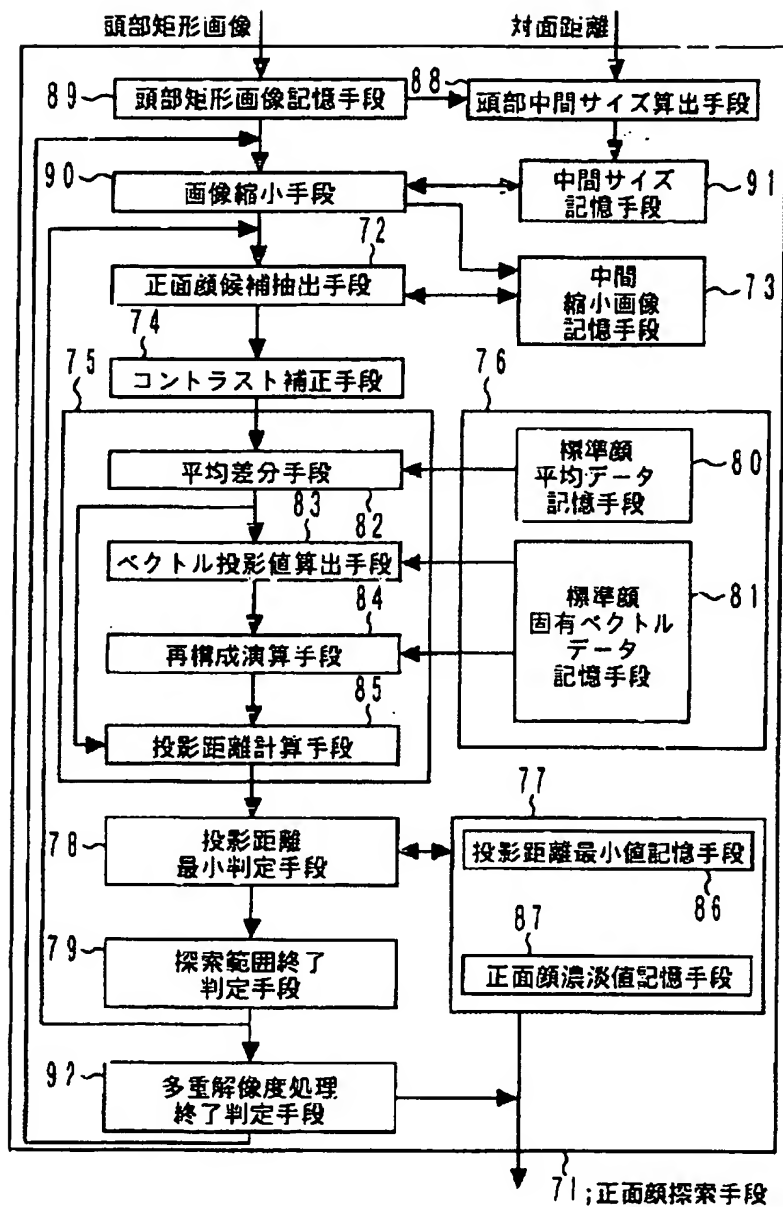 頭部矩形画像
対面距離
89
頭部矩形画像記憶手段
88
頭部中間サイズ算出手段
90
画像縮小手段
中間サイズ
記憶手段
91
72
正面顔候補抽出手段
中間
縮小画像
記憶手段
73
74
コントラスト補正手段
75
76
平均差分手段
82
標準顔
平均データ
記憶手段
80
83
ベクトル投影値算出手段
標準顔
固有ベクトル
データ
記憶手段
81
84
再構成演算手段
85
投影距離計算手段
77
78
投影距離
最小判定手段
投影距離最小値記憶手段
86
79
探索範囲終了
判定手段
87
正面顔濃淡値記憶手段
92
多重解像度処理
終了判定手段
71;正面顔探索手段